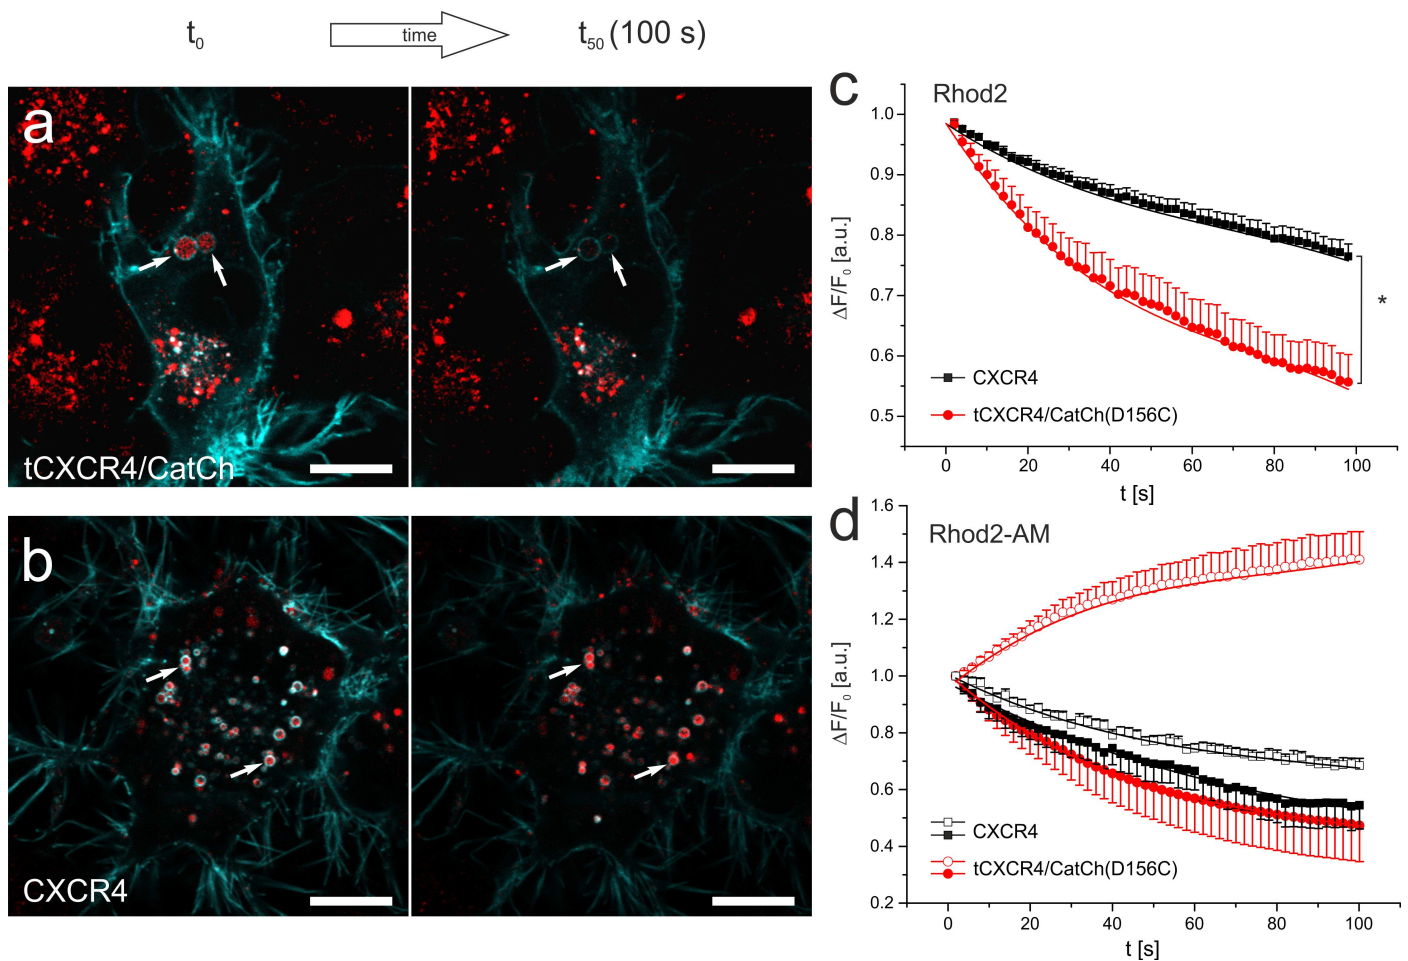 t₀
time
t₅₀ (100 s)
a
tCXCR4/CatCh
b
CXCR4
c
Rhod2
1.0
0.9
0.8
0.7
0.6
0.5
ΔF/F₀ [a.u.]
*
CXCR4
tCXCR4/CatCh(D156C)
0 20 40 60 80 100
t [s]
d
Rhod2-AM
1.6
1.4
1.2
1.0
0.8
0.6
0.4
0.2
ΔF/F₀ [a.u.]
CXCR4
tCXCR4/CatCh(D156C)
0 20 40 60 80 100
t [s]